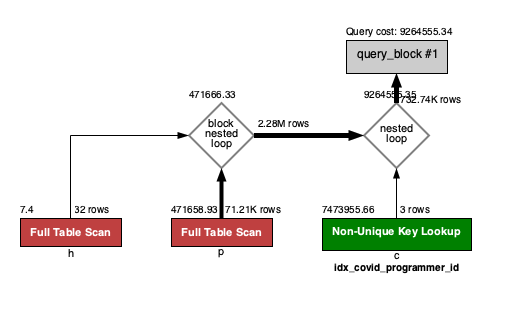 Query cost: 9264555.34
query_block #1
471666.33
9264555.35
732.74K rows
block
nested
loop
2.28M rows
nested
loop
7.4
32 rows
471658.93
71.21K rows
7473955.66
3 rows
Full Table Scan
Full Table Scan
Non-Unique Key Lookup
h
p
c
idx_covid_programmer_id